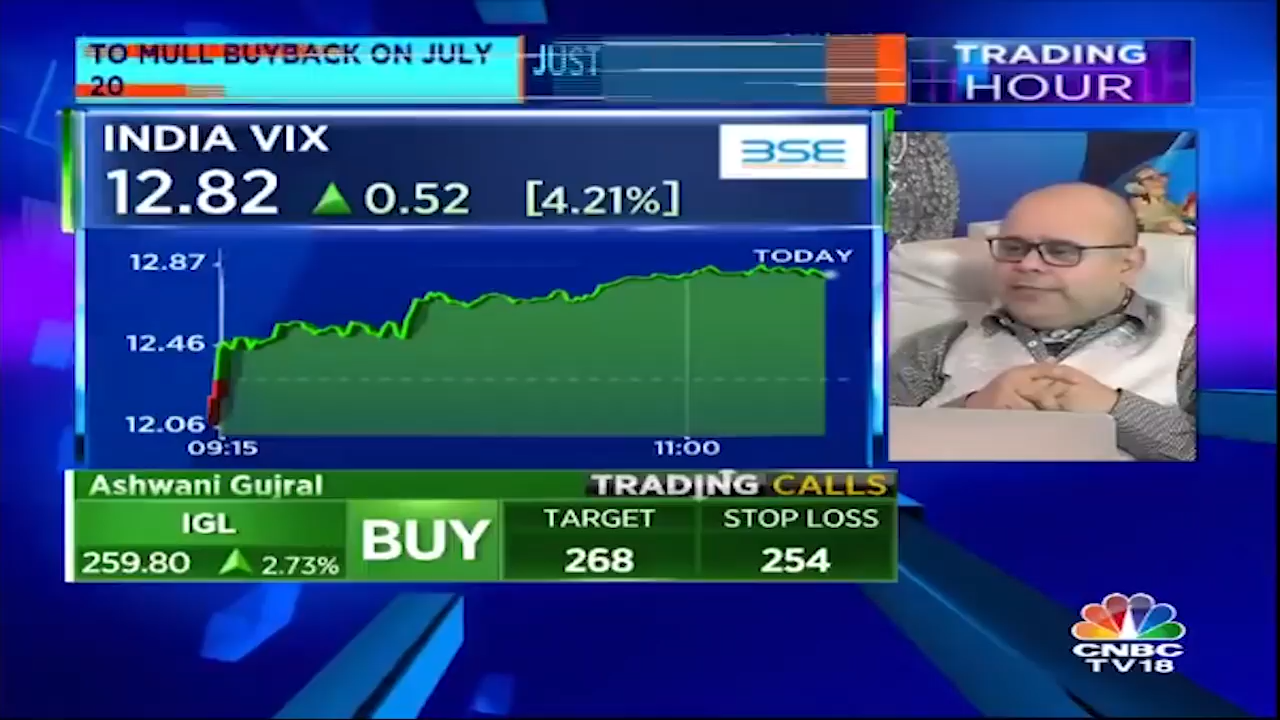 TO MULL BUYBACK ON JULY
20
JUST
TRADING
HOUR
INDIA VIX
12.82 ▲ 0.52 [4.21%]
BSE
TODAY
12.87
12.46
12.06
09:15 11:00
Ashwani Gujral
TRADING CALLS
IGL
259.80 ▲ 2.73%
BUY
TARGET
268
STOP LOSS
254
CNBC
TV18